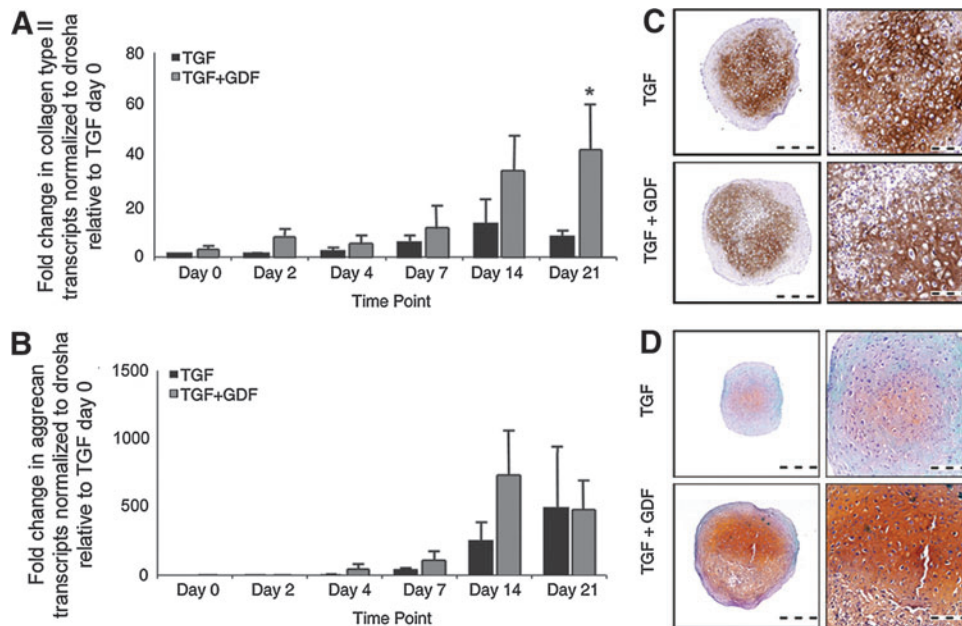 A
Fold change in collagen type II
transcripts normalized to drosha
relative to TGF day 0
80
60
40
20
0
TGF
TGF+GDF
*
Day 0 Day 2 Day 4 Day 7 Day 14 Day 21
Time Point
B
Fold change in aggrecan
transcripts normalized to drosha
relative to TGF day 0
1500
1000
500
0
TGF
TGF+GDF
Day 0 Day 2 Day 4 Day 7 Day 14 Day 21
Time Point
C
TGF
TGF + GDF
D
TGF
TGF + GDF